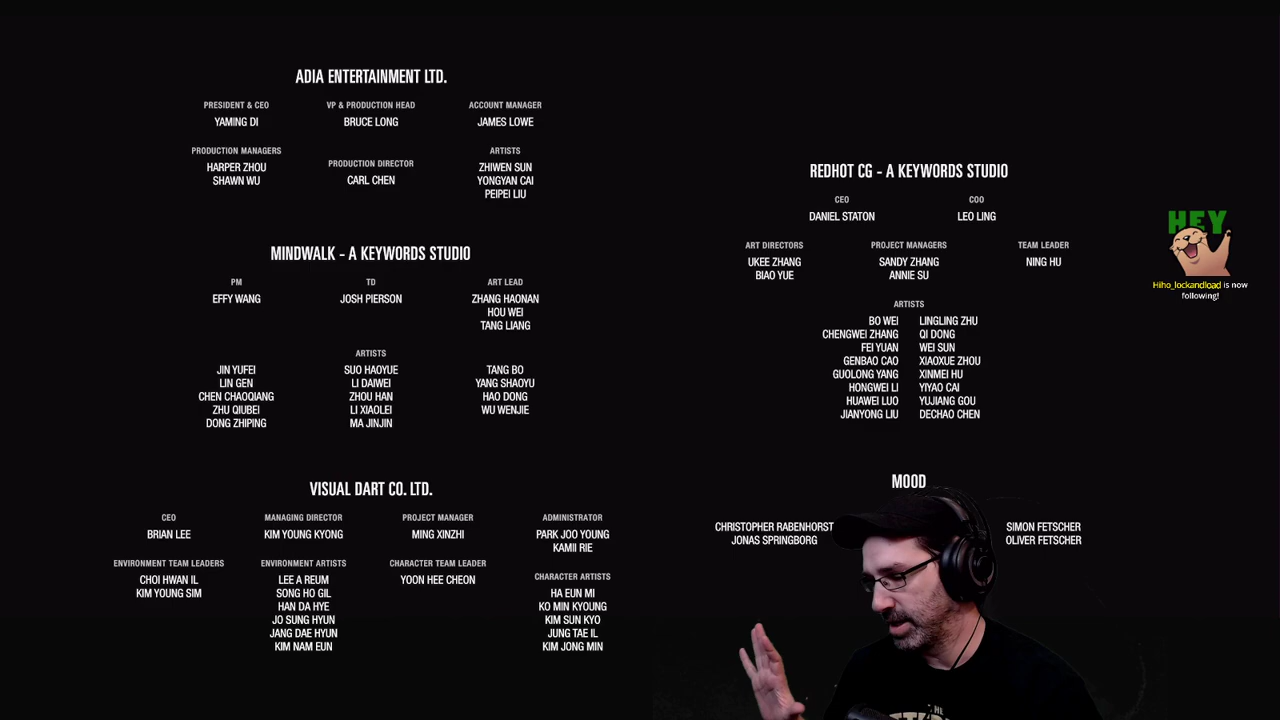 ADIA ENTERTAINMENT LTD.
PRESIDENT & CEO
YAMING DI
VP & PRODUCTION HEAD
BRUCE LONG
ACCOUNT MANAGER
JAMES LOWE
PRODUCTION MANAGERS
HARPER ZHOU
SHAWN WU
PRODUCTION DIRECTOR
CARL CHEN
ARTISTS
ZHIWEN SUN
YONGYAN CAI
PEIPEI LIU
MINDWALK - A KEYWORDS STUDIO
PM
EFFY WANG
TD
JOSH PIERSON
ART LEAD
ZHANG HAONAN
HOU WEI
TANG LIANG
ARTISTS
JIN YUFEI
LIN GEN
CHEN CHAOQIANG
ZHU QIUBEI
DONG ZHIPING
SUO HAOYUE
LI DAIWEI
ZHOU HAN
LI XIAOLEI
MA JINJIN
TANG BO
YANG SHAOYU
HAO DONG
WU WENJIE
VISUAL DART CO. LTD.
CEO
BRIAN LEE
MANAGING DIRECTOR
KIM YOUNG KYONG
PROJECT MANAGER
MING XINZHI
ADMINISTRATOR
PARK JOO YOUNG
KAMII RIE
ENVIRONMENT TEAM LEADERS
CHOI HWAN IL
KIM YOUNG SIM
ENVIRONMENT ARTISTS
LEE A REUM
SONG HO GIL
HAN DA HYE
JO SUNG HYUN
JANG DAE HYUN
KIM NAM EUN
CHARACTER TEAM LEADER
YOON HEE CHEON
CHARACTER ARTISTS
HA EUN MI
KO MIN KYOUNG
KIM SUN KYO
JUNG TAE IL
KIM JONG MIN
REDHOT CG - A KEYWORDS STUDIO
CEO
DANIEL STATON
COO
LEO LING
ART DIRECTORS
UKEE ZHANG
BIAO YUE
PROJECT MANAGERS
SANDY ZHANG
ANNIE SU
TEAM LEADER
NING HU
ARTISTS
BO WEI LINGLING ZHU
CHENGWEI ZHANG QI DONG
FEI YUAN WEI SUN
GENBAO CAO XIAOXUE ZHOU
GUOLONG YANG XINMEI HU
HONGWEI LI YIYAO CAI
HUAWEI LUO YUJIANG GOU
JIANYONG LIU DECHAO CHEN
MOOD
CHRISTOPHER RABENHORST
JONAS SPRINGBORG
SIMON FETSCHER
OLIVER FETSCHER
HEY
Hiho_lockandload is now
following!
THE